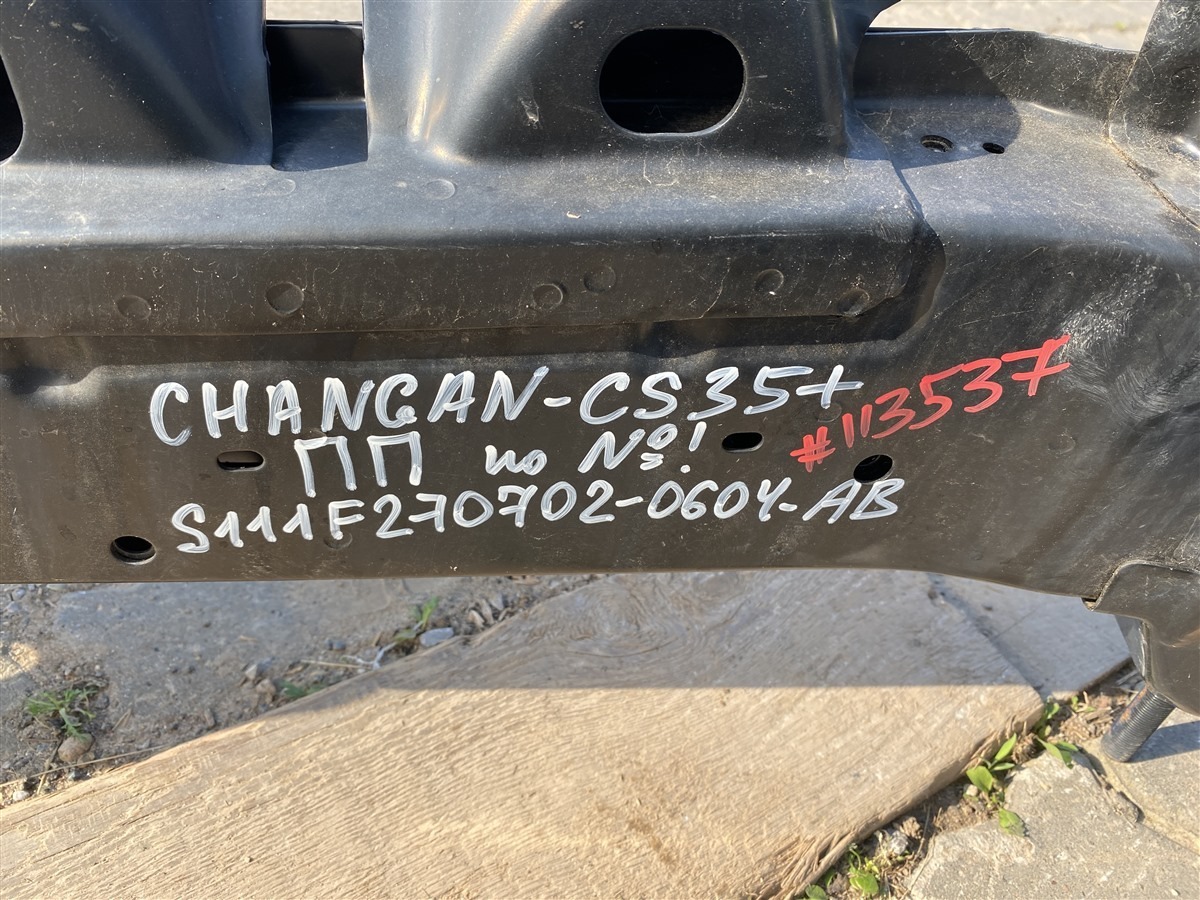 CHANGAN-CS35+
#113537
ПП по №!
S111F270702-0604-AB